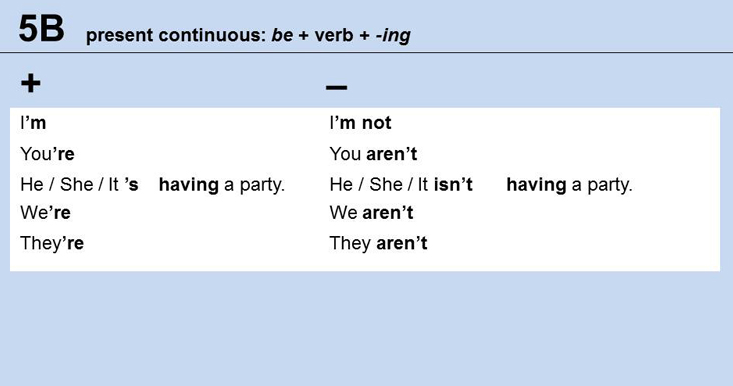 5B present continuous: be + verb + -ing
+ –
I'm I'm not
You're You aren't
He / She / It 's having a party. He / She / It isn't having a party.
We're We aren't
They're They aren't